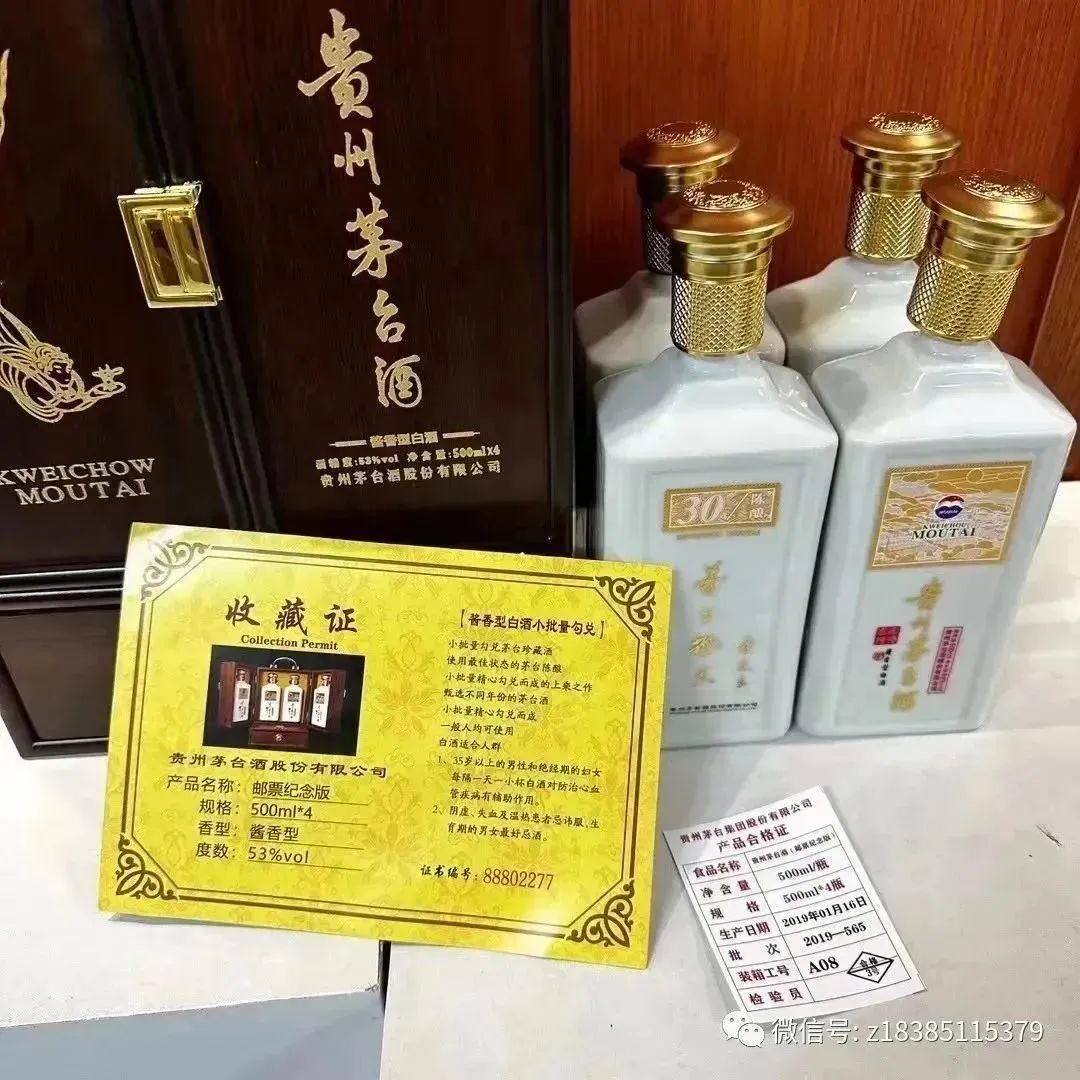 貴州茅台酒
酱香型白酒
酒精度:53%vol 净含量:500ml×4
贵州茅台酒股份有限公司
KWEICHOW
MOUTAI
30年 陈酿
KWEICHOW
MOUTAI
酱香型白酒
收藏证
Collection Permit
贵州茅台酒股份有限公司
产品名称: 邮票纪念版
规格: 500ml*4
香型: 酱香型
度数: 53%vol
【酱香型白酒小批量勾兑】
小批量勾兑茅台珍藏酒
使用最佳状态的茅台陈酿
小批量精心勾兑而成的上乘之作
甄选不同年份的茅台酒
小批量精心勾兑而成
一般人均可使用
白酒适合人群
1、35岁以上的男性和绝经期的妇女
每隔一天一小杯白酒对防治心血
管疾病有辅助作用。
2、阴虚、失血及温热患者忌讳服,生
育期的男女最好忌酒。
证书编号: 88802277
贵州茅台集团股份有限公司
产品合格证
食品名称 贵州茅台酒（邮票纪念版）
净含量 500ml/瓶
规格 500ml*4瓶
生产日期 2019年01月16日
批次 2019—565
装箱工号 A08
检验员
合格
3号
微信号: z18385115379